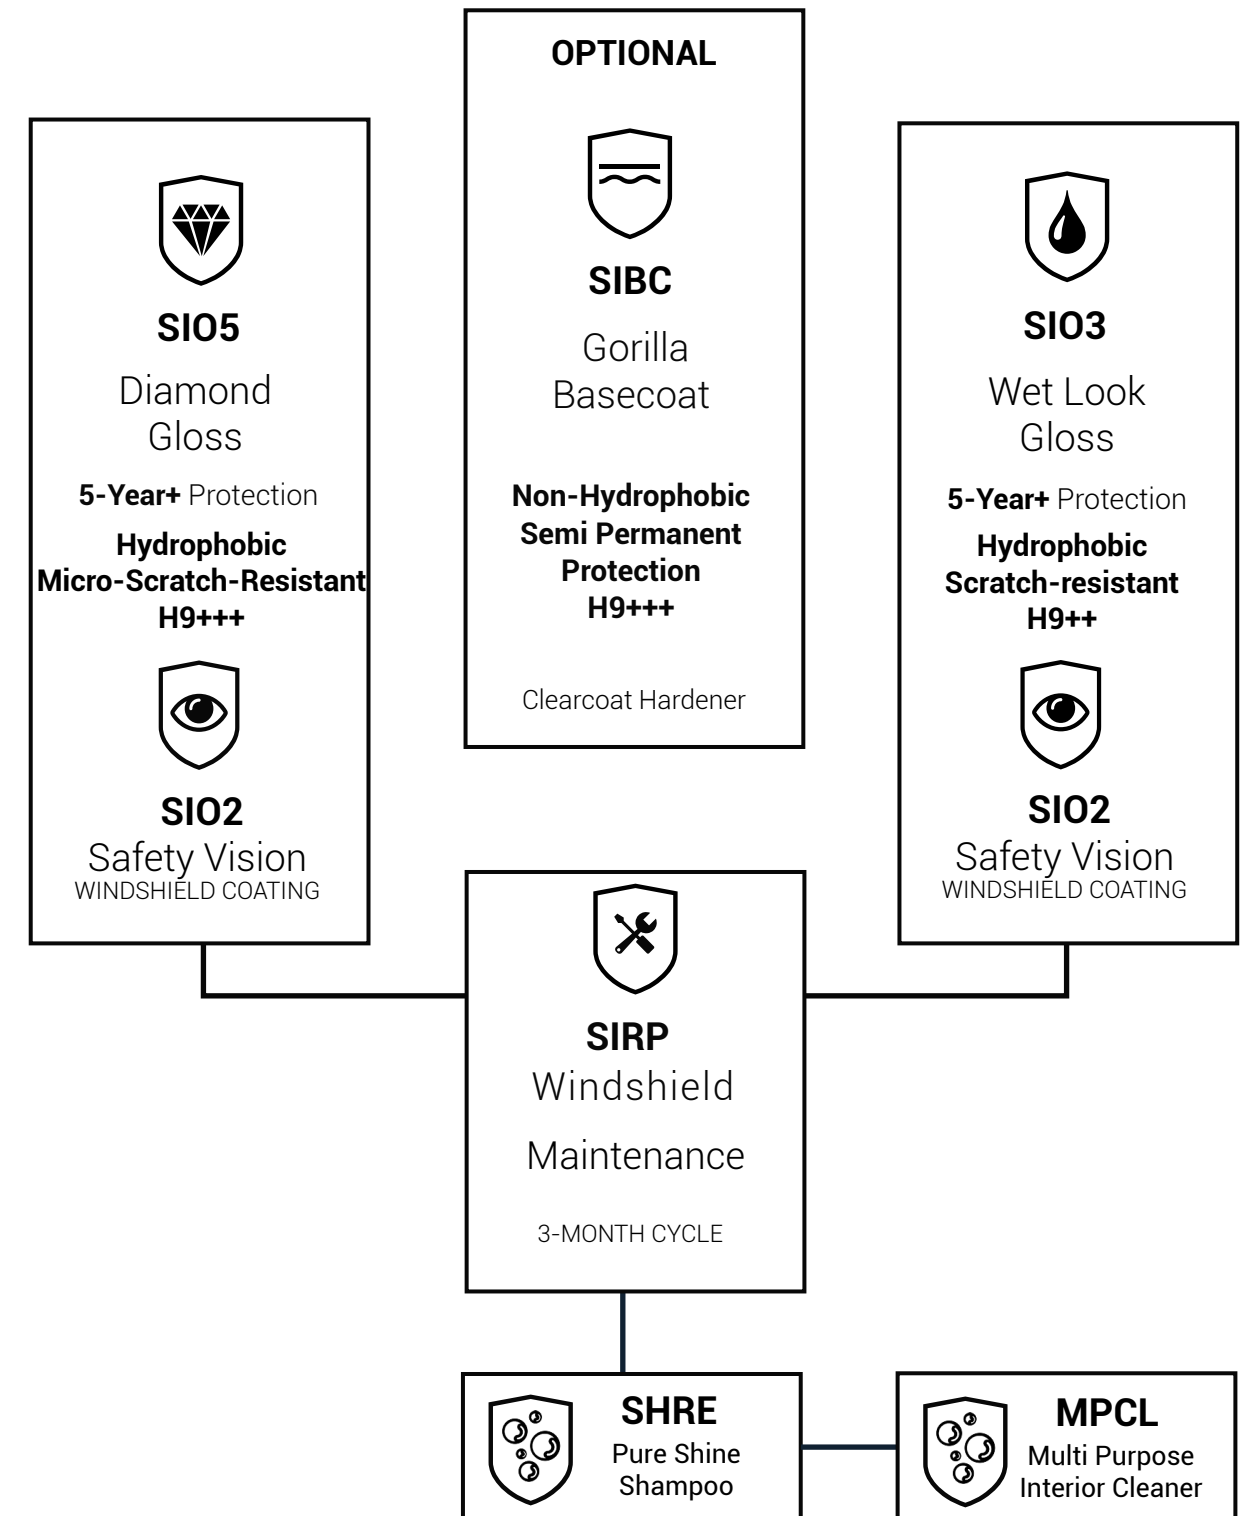 OPTIONAL
SIBC
Gorilla
Basecoat
Non-Hydrophobic
Semi Permanent
Protection
H9+++
Clearcoat Hardener
SIO5
Diamond
Gloss
5-Year+ Protection
Hydrophobic
Micro-Scratch-Resistant
H9+++
SIO2
Safety Vision
WINDSHIELD COATING
SIO3
Wet Look
Gloss
5-Year+ Protection
Hydrophobic
Scratch-resistant
H9++
SIO2
Safety Vision
WINDSHIELD COATING
SIRP
Windshield
Maintenance
3-MONTH CYCLE
SHRE
Pure Shine
Shampoo
MPCL
Multi Purpose
Interior Cleaner